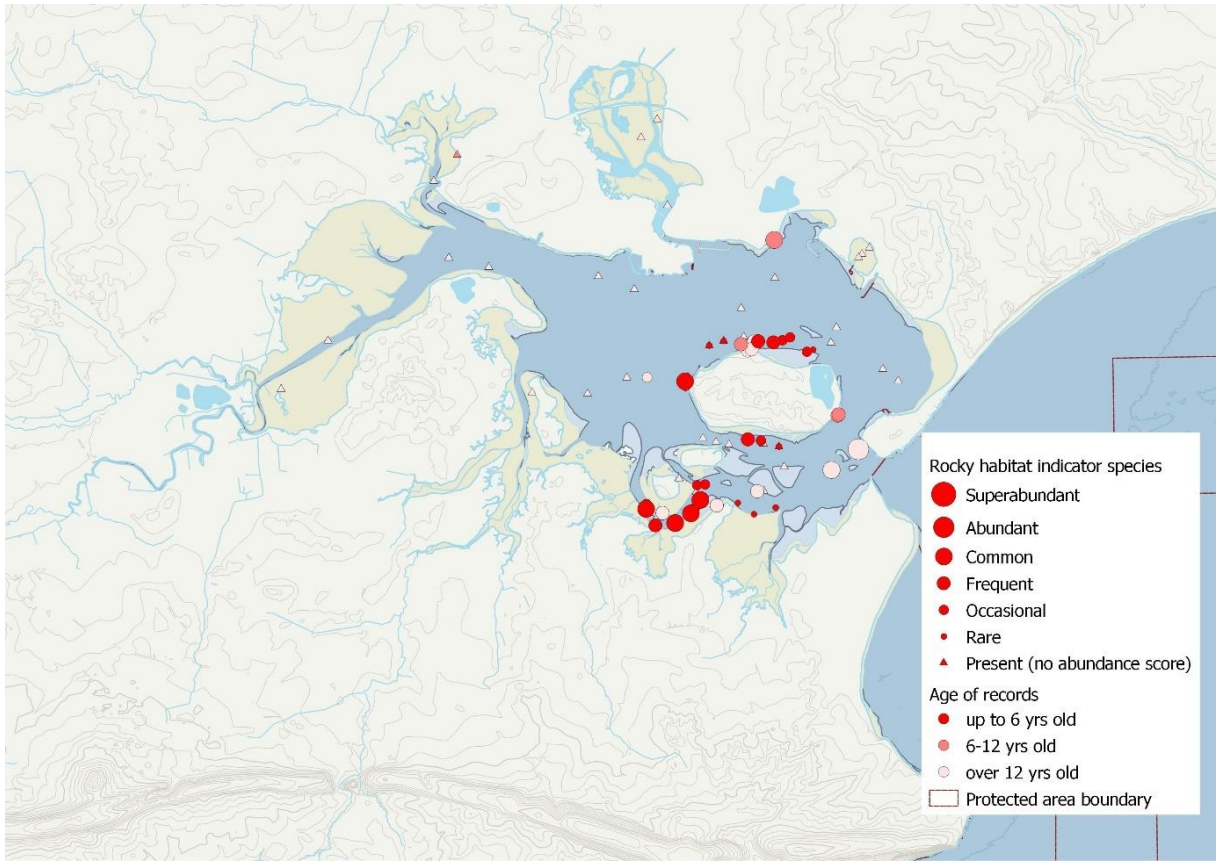 Rocky habitat indicator species
Superabundant
Abundant
Common
Frequent
Occasional
Rare
Present (no abundance score)
Age of records
up to 6 yrs old
6-12 yrs old
over 12 yrs old
Protected area boundary